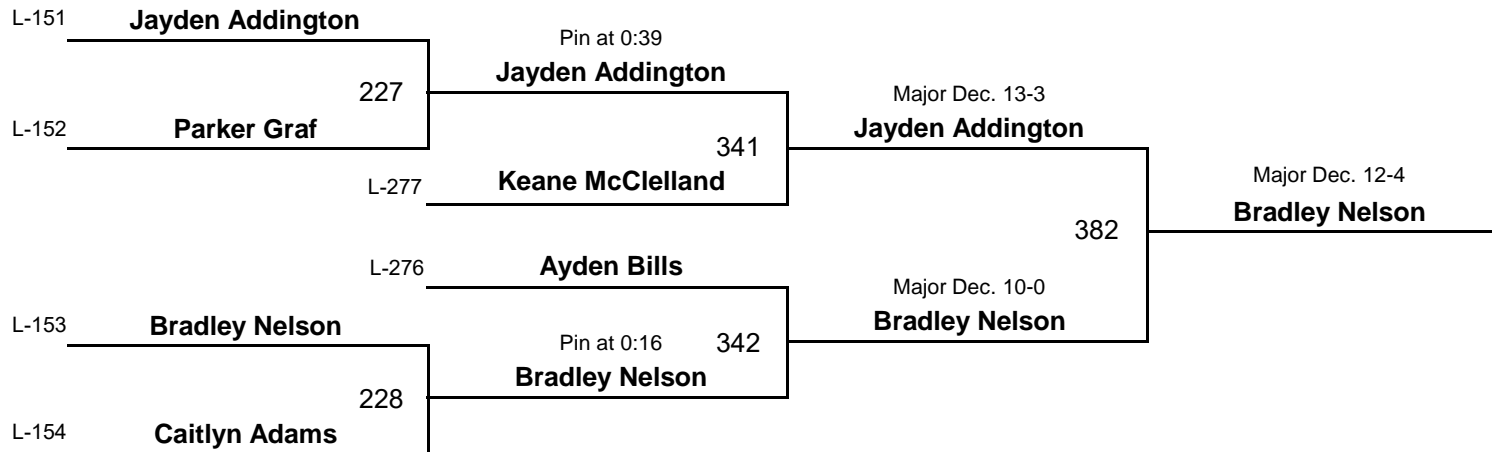 L-151 Jayden Addington
Pin at 0:39
Jayden Addington
227
Major Dec. 13-3
L-152 Parker Graf
Jayden Addington
341
L-277 Keane McClelland
Major Dec. 12-4
Bradley Nelson
382
L-276 Ayden Bills
Major Dec. 10-0
L-153 Bradley Nelson
Bradley Nelson
Pin at 0:16
342
Bradley Nelson
228
L-154 Caitlyn Adams